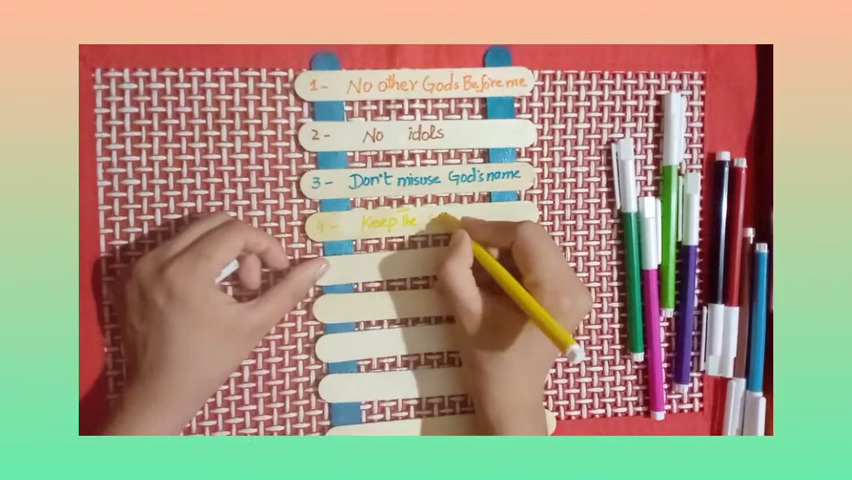 1- No other Gods Before me
2- No idols
3- Don't misuse God's name
4- Keep The